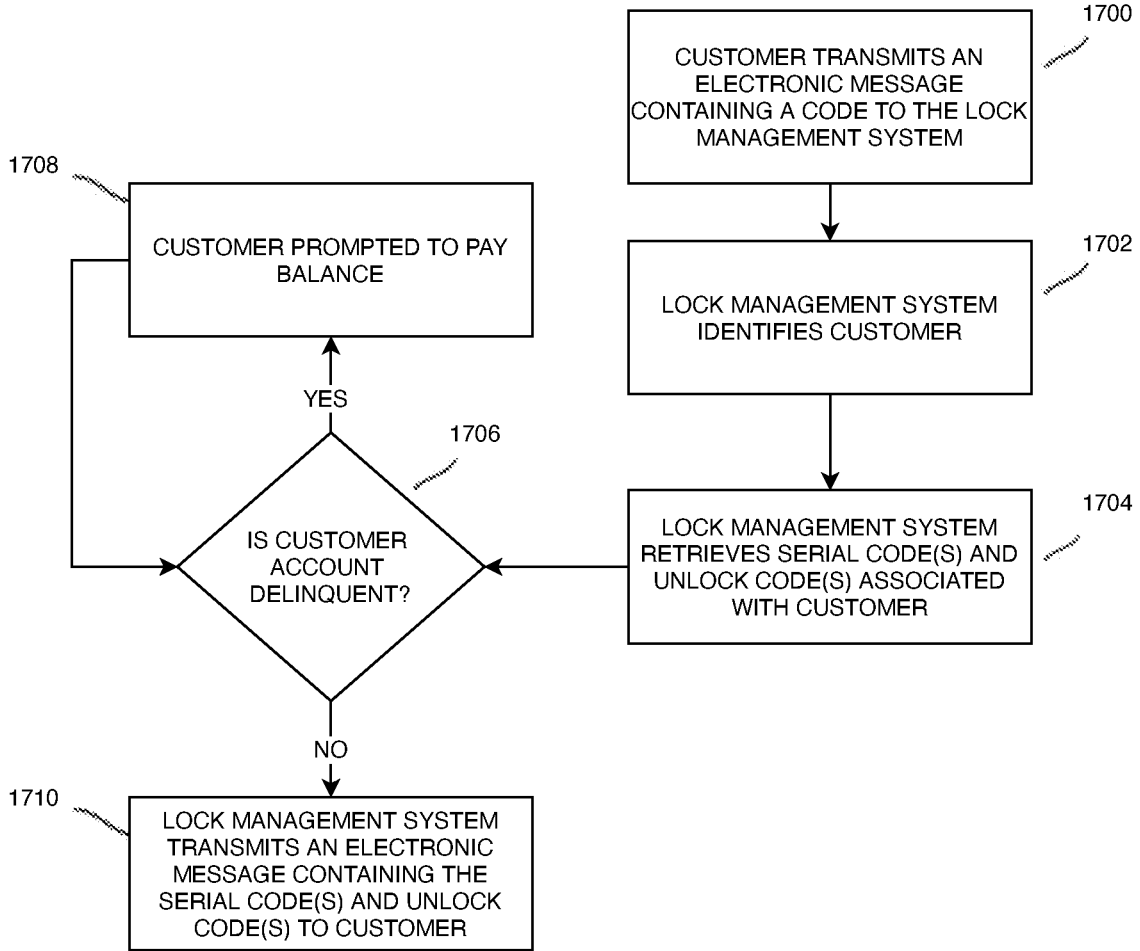 1700
CUSTOMER TRANSMITS AN
ELECTRONIC MESSAGE
CONTAINING A CODE TO THE LOCK
MANAGEMENT SYSTEM
1702
LOCK MANAGEMENT SYSTEM
IDENTIFIES CUSTOMER
1704
LOCK MANAGEMENT SYSTEM
RETRIEVES SERIAL CODE(S) AND
UNLOCK CODE(S) ASSOCIATED
WITH CUSTOMER
1706
IS CUSTOMER
ACCOUNT
DELINQUENT?
YES
1708
CUSTOMER PROMPTED TO PAY
BALANCE
NO
1710
LOCK MANAGEMENT SYSTEM
TRANSMITS AN ELECTRONIC
MESSAGE CONTAINING THE
SERIAL CODE(S) AND UNLOCK
CODE(S) TO CUSTOMER